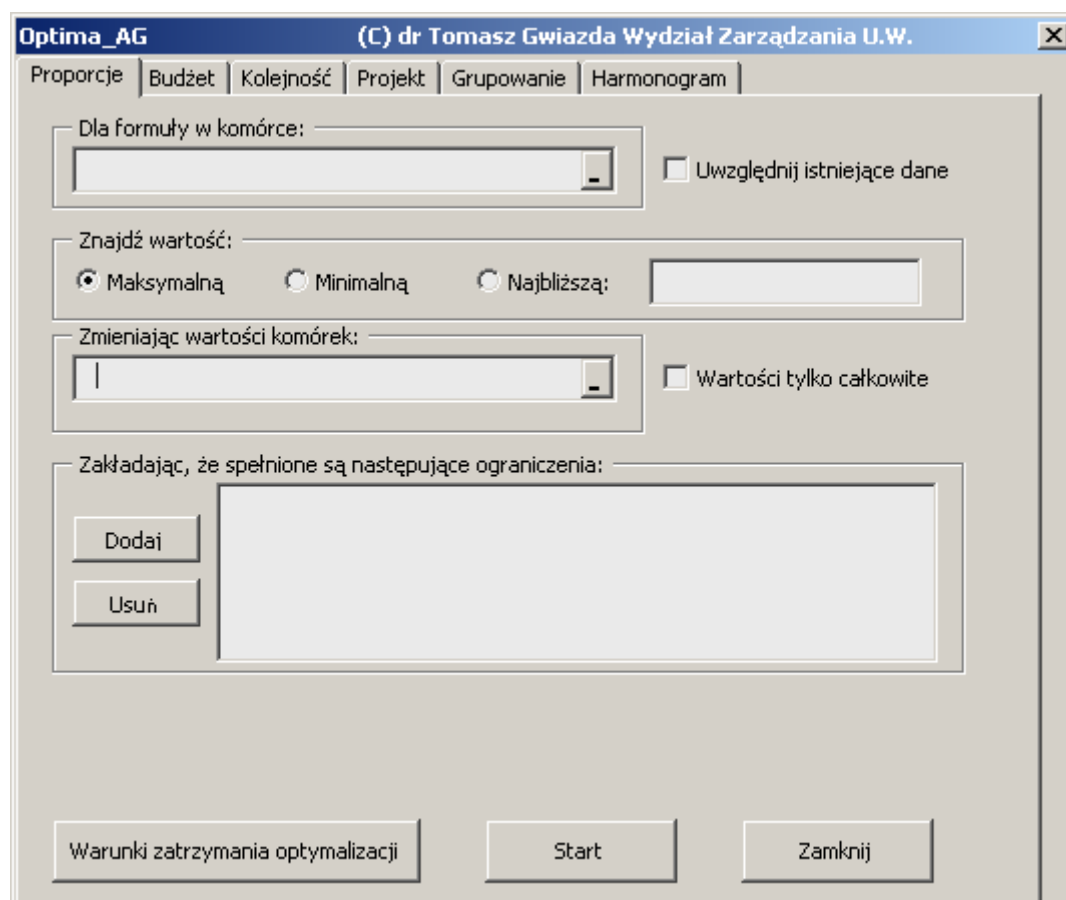 Optima_AG (C) dr Tomasz Gwiazda Wydział Zarządzania U.W.
Proporcje Budżet Kolejność Projekt Grupowanie Harmonogram
Dla formuły w komórce:
Uwzględnij istniejące dane
Znajdź wartość:
Maksymalną Minimalną Najbliższą:
Zmieniając wartości komórek:
Wartości tylko całkowite
Zakładając, że spełnione są następujące ograniczenia:
Dodaj
Usuń
Warunki zatrzymania optymalizacji Start Zamknij